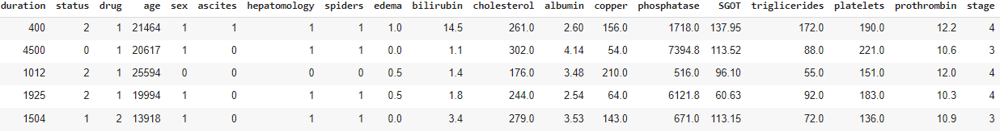 duration status drug age sex ascites hepatomology spiders edema bilirubin cholesterol albumin copper phosphatase SGOT triglicerides platelets prothrombin stage
400 2 1 21464 1 1 1 1 1.0 14.5 261.0 2.60 156.0 1718.0 137.95 172.0 190.0 12.2 4
4500 0 1 20617 1 0 1 1 0.0 1.1 302.0 4.14 54.0 7394.8 113.52 88.0 221.0 10.6 3
1012 2 1 25594 0 0 0 0 0.5 1.4 176.0 3.48 210.0 516.0 96.10 55.0 151.0 12.0 4
1925 2 1 19994 1 0 1 1 0.5 1.8 244.0 2.54 64.0 6121.8 60.63 92.0 183.0 10.3 4
1504 1 2 13918 1 0 1 1 0.0 3.4 279.0 3.53 143.0 671.0 113.15 72.0 136.0 10.9 3